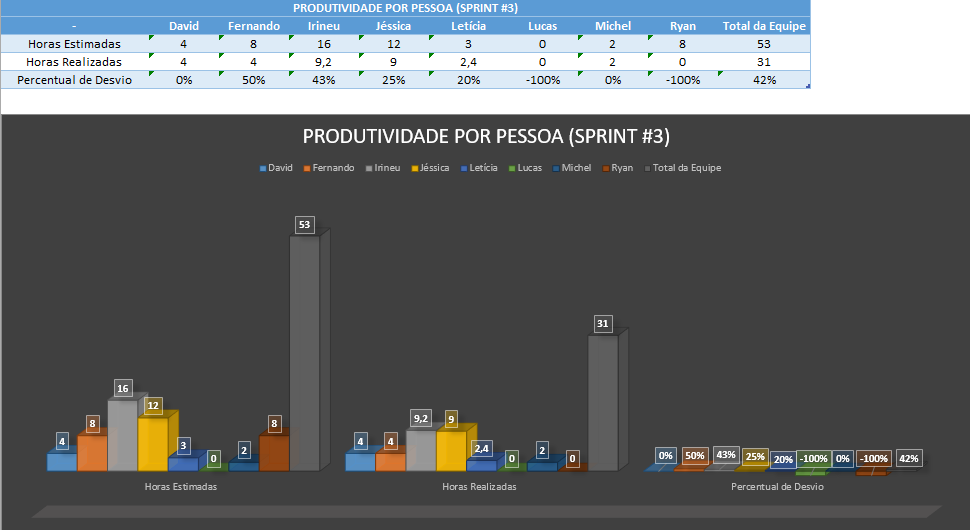 PRODUTIVIDADE POR PESSOA (SPRINT #3)
- David Fernando Irineu Jéssica Letícia Lucas Michel Ryan Total da Equipe
Horas Estimadas 4 8 16 12 3 0 2 8 53
Horas Realizadas 4 4 9,2 9 2,4 0 2 0 31
Percentual de Desvio 0% 50% 43% 25% 20% -100% 0% -100% 42%
PRODUTIVIDADE POR PESSOA (SPRINT #3)
David Fernando Irineu Jéssica Letícia Lucas Michel Ryan Total da Equipe
4 8 16 12 3 0 2 8 53
4 4 9,2 9 2,4 0 2 0 31
0% 50% 43% 25% 20% -100% 0% -100% 42%
Horas Estimadas Horas Realizadas Percentual de Desvio